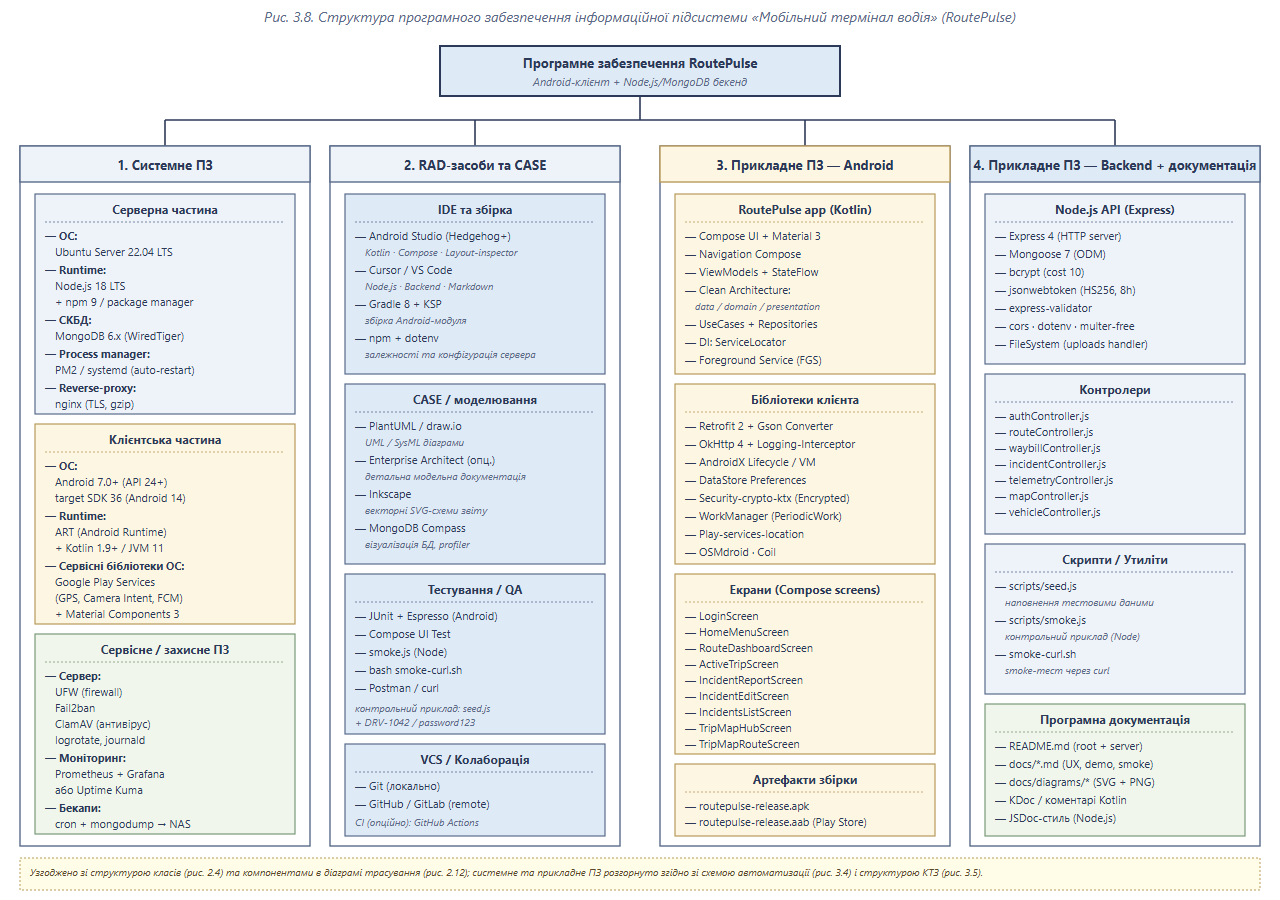 Рис. 3.8. Структура програмного забезпечення інформаційної підсистеми «Мобільний термінал водія» (RoutePulse)
Програмне забезпечення RoutePulse
Android-клієнт + Node.js/MongoDB бекенд
1. Системне ПЗ
Серверна частина
— ОС:
Ubuntu Server 22.04 LTS
— Runtime:
Node.js 18 LTS
+ npm 9 / package manager
— СКБД:
MongoDB 6.x (WiredTiger)
— Process manager:
PM2 / systemd (auto-restart)
— Reverse-proxy:
nginx (TLS, gzip)
Клієнтська частина
— ОС:
Android 7.0+ (API 24+)
target SDK 36 (Android 14)
— Runtime:
ART (Android Runtime)
+ Kotlin 1.9+ / JVM 11
— Сервісні бібліотеки ОС:
Google Play Services
(GPS, Camera Intent, FCM)
+ Material Components 3
Сервісне / захисне ПЗ
— Сервер:
UFW (firewall)
Fail2ban
ClamAV (антивірус)
logrotate, journald
— Моніторинг:
Prometheus + Grafana
або Uptime Kuma
— Бекапи:
cron + mongodump → NAS
2. RAD-засоби та CASE
IDE та збірка
— Android Studio (Hedgehog+)
Kotlin · Compose · Layout-inspector
— Cursor / VS Code
Node.js · Backend · Markdown
— Gradle 8 + KSP
збірка Android-модуля
— npm + dotenv
залежності та конфігурація сервера
CASE / моделювання
— PlantUML / draw.io
UML / SysML діаграми
— Enterprise Architect (опц.)
детальна модельна документація
— Inkscape
векторні SVG-схеми звіту
— MongoDB Compass
візуалізація БД, profiler
Тестування / QA
— JUnit + Espresso (Android)
— Compose UI Test
— smoke.js (Node)
— bash smoke-curl.sh
— Postman / curl
контрольний приклад: seed.js
+ DRV-1042 / password123
VCS / Колаборація
— Git (локально)
— GitHub / GitLab (remote)
CI (опційно): GitHub Actions
3. Прикладне ПЗ — Android
RoutePulse app (Kotlin)
— Compose UI + Material 3
— Navigation Compose
— ViewModels + StateFlow
— Clean Architecture:
data / domain / presentation
— UseCases + Repositories
— DI: ServiceLocator
— Foreground Service (FGS)
Бібліотеки клієнта
— Retrofit 2 + Gson Converter
— OkHttp 4 + Logging-Interceptor
— AndroidX Lifecycle / VM
— DataStore Preferences
— Security-crypto-ktx (Encrypted)
— WorkManager (PeriodicWork)
— Play-services-location
— OSMdroid · Coil
Екрани (Compose screens)
— LoginScreen
— HomeMenuScreen
— RouteDashboardScreen
— ActiveTripScreen
— IncidentReportScreen
— IncidentEditScreen
— IncidentsListScreen
— TripMapHubScreen
— TripMapRouteScreen
Артефакти збірки
— routepulse-release.apk
— routepulse-release.aab (Play Store)
4. Прикладне ПЗ — Backend + документація
Node.js API (Express)
— Express 4 (HTTP server)
— Mongoose 7 (ODM)
— bcrypt (cost 10)
— jsonwebtoken (HS256, 8h)
— express-validator
— cors · dotenv · multer-free
— FileSystem (uploads handler)
Контролери
— authController.js
— routeController.js
— waybillController.js
— incidentController.js
— telemetryController.js
— mapController.js
— vehicleController.js
Скрипти / Утиліти
— scripts/seed.js
наповнення тестовими даними
— scripts/smoke.js
контрольний приклад (Node)
— smoke-curl.sh
smoke-тест через curl
Програмна документація
— README.md (root + server)
— docs/*.md (UX, demo, smoke)
— docs/diagrams/* (SVG + PNG)
— KDoc / коментарі Kotlin
— JSDoc-стиль (Node.js)
Узгоджено зі структурою класів (рис. 2.4) та компонентами в діаграмі трасування (рис. 2.12); системне та прикладне ПЗ розгорнуто згідно зі схемою автоматизації (рис. 3.4) і структурою КТЗ (рис. 3.5).